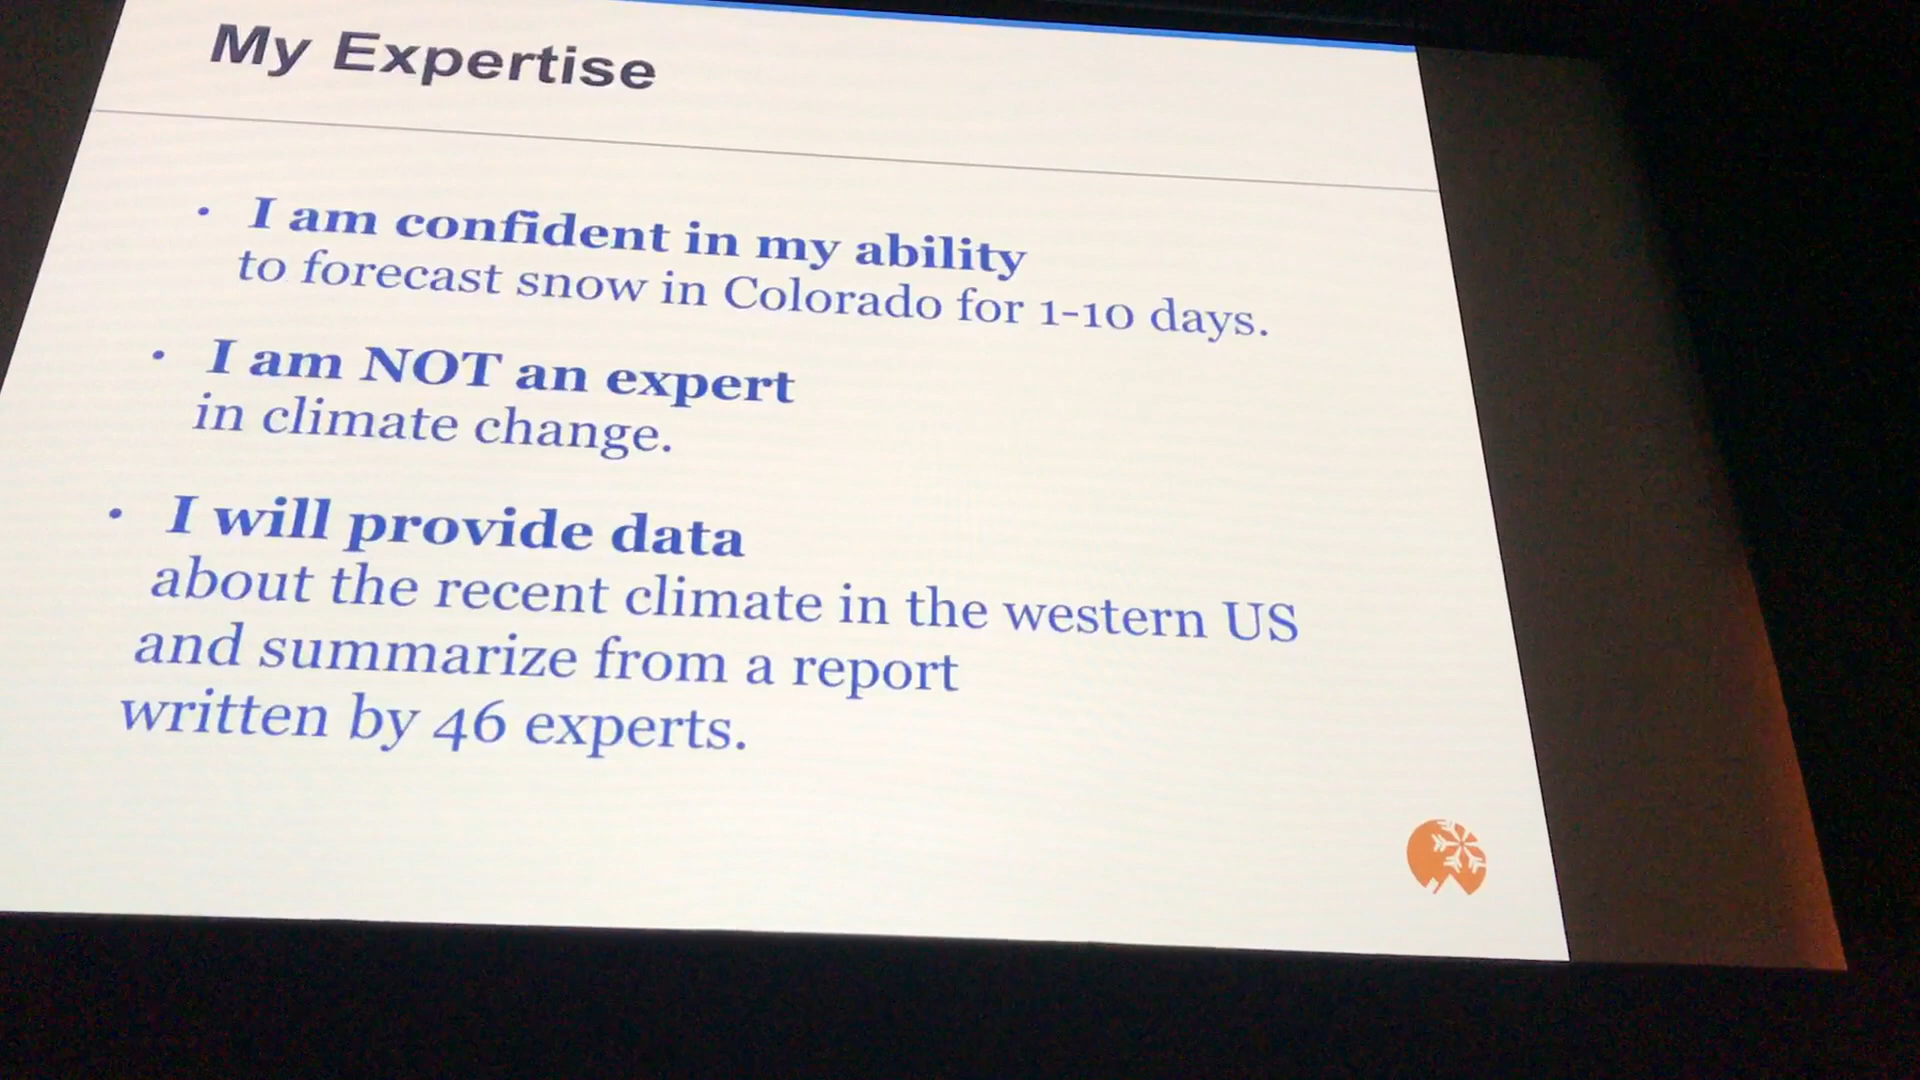 My Expertise
• I am confident in my ability
to forecast snow in Colorado for 1-10 days.
• I am NOT an expert
in climate change.
• I will provide data
about the recent climate in the western US
and summarize from a report
written by 46 experts.